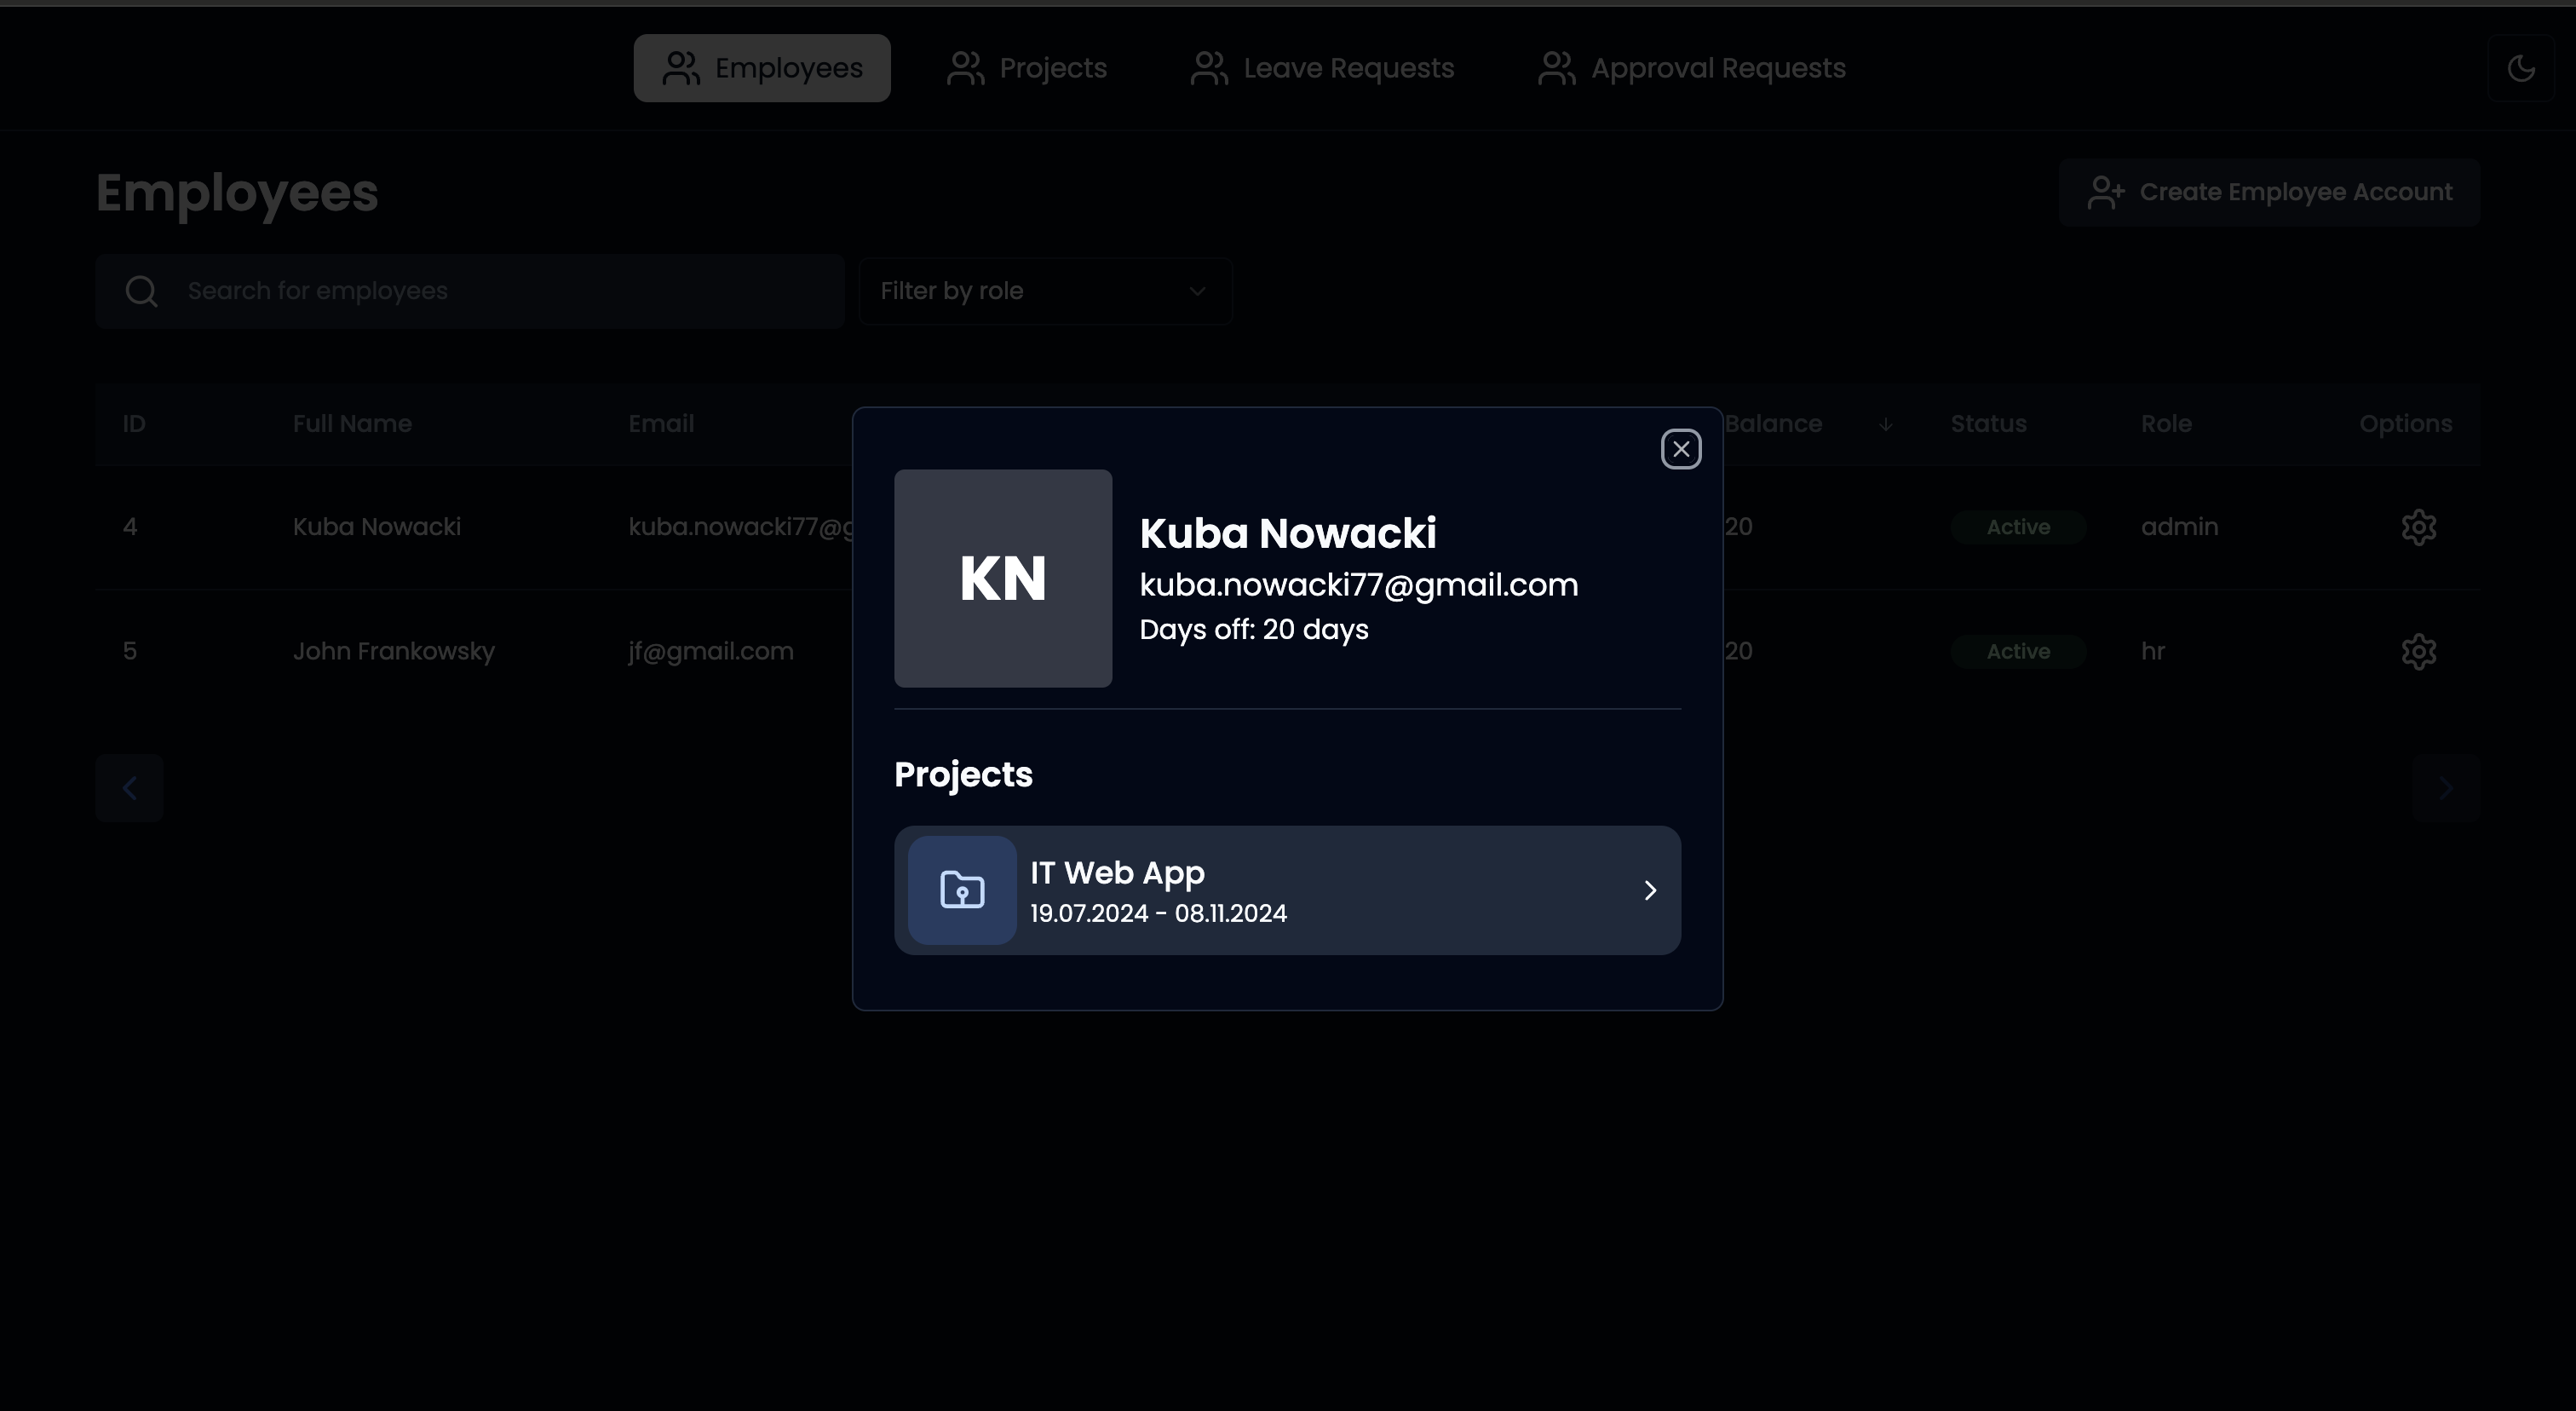 Employees
Projects
Leave Requests
Approval Requests
Employees
Create Employee Account
Search for employees
Filter by role
ID Full Name Email Balance Status Role Options
4 Kuba Nowacki kuba.nowacki77@g 20 Active admin
5 John Frankowsky jf@gmail.com 20 Active hr
KN
Kuba Nowacki
kuba.nowacki77@gmail.com
Days off: 20 days
Projects
IT Web App
19.07.2024 - 08.11.2024